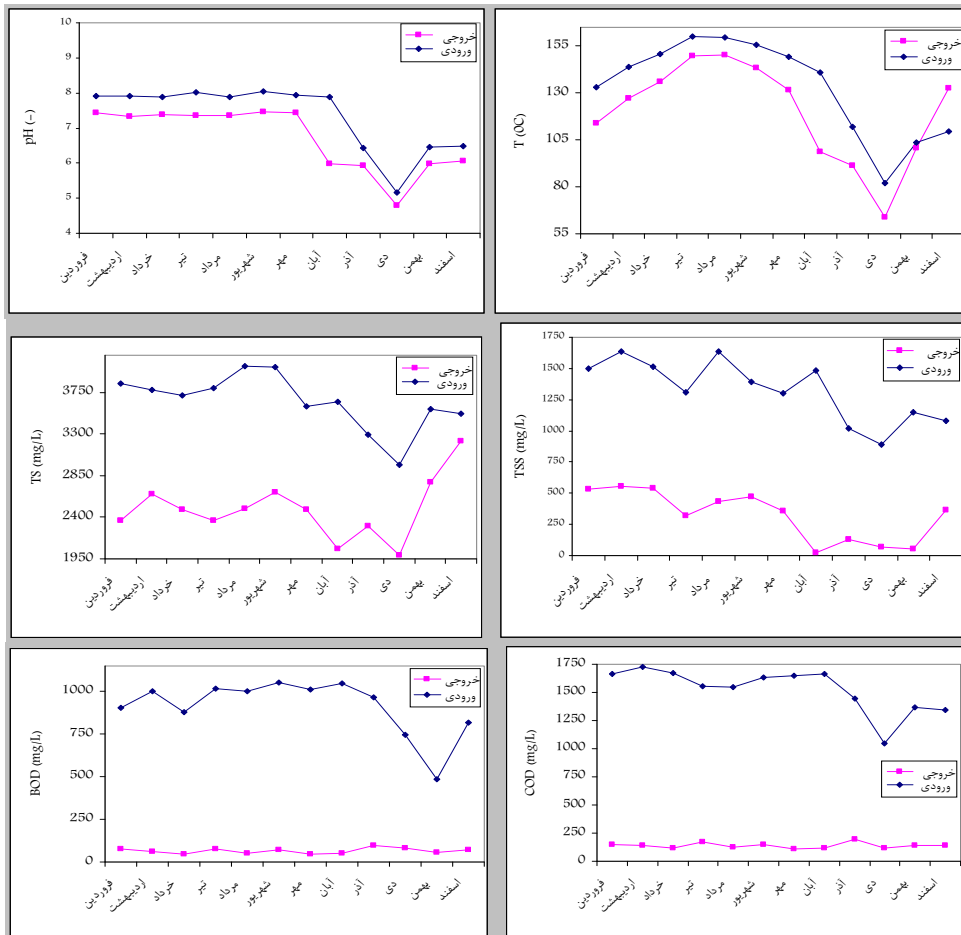 pH (-)
10
9
8
7
6
5
4
خروجی
ورودی
فروردین
اردیبهشت
خرداد
تیر
مرداد
شهریور
مهر
آبان
آذر
دی
بهمن
اسفند
T (0C)
155
130
105
80
55
خروجی
ورودی
فروردین
اردیبهشت
خرداد
تیر
مرداد
شهریور
مهر
آبان
آذر
دی
بهمن
اسفند
TS (mg/L)
3750
3300
2850
2400
1950
خروجی
ورودی
فروردین
اردیبهشت
خرداد
تیر
مرداد
شهریور
مهر
آبان
آذر
دی
بهمن
اسفند
TSS (mg/L)
1750
1500
1250
1000
750
500
250
0
خروجی
ورودی
فروردین
اردیبهشت
خرداد
تیر
مرداد
شهریور
مهر
آبان
آذر
دی
بهمن
اسفند
BOD (mg/L)
1000
750
500
250
0
خروجی
ورودی
فروردین
اردیبهشت
خرداد
تیر
مرداد
شهریور
مهر
آبان
آذر
دی
بهمن
اسفند
COD (mg/L)
1750
1500
1250
1000
750
500
250
0
خروجی
ورودی
فروردین
اردیبهشت
خرداد
تیر
مرداد
شهریور
مهر
آبان
آذر
دی
بهمن
اسفند